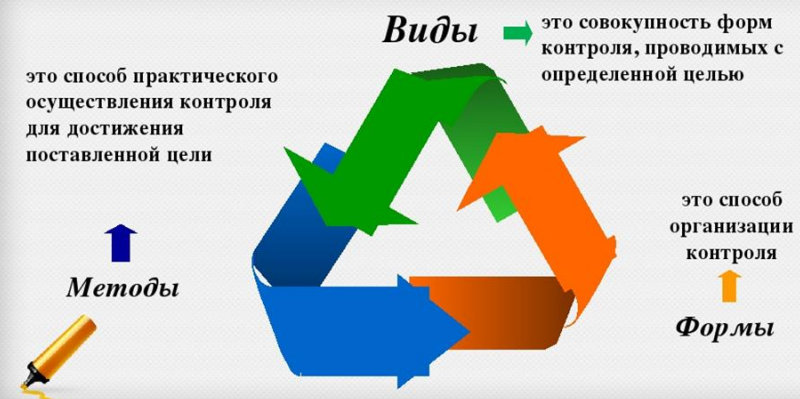 Виды
это совокупность форм
контроля, проводимых с
определенной целью
это способ практического
осуществления контроля
для достижения
поставленной цели
Методы
это способ
организации
контроля
Формы